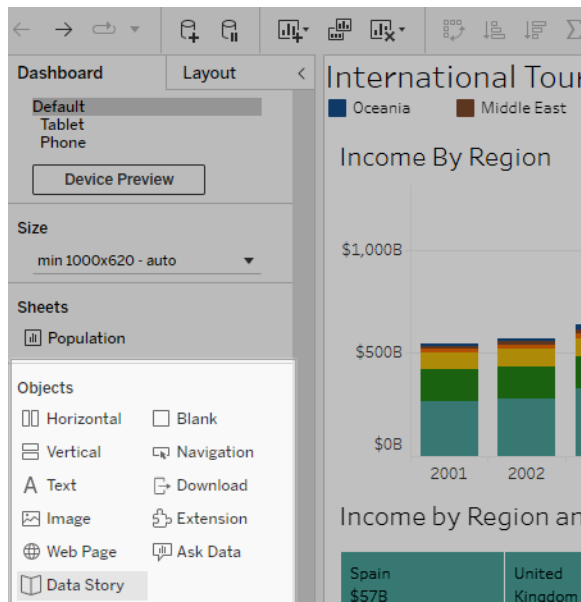 Dashboard
Layout
Default
Tablet
Phone
Device Preview
Size
min 1000x620 - auto
Sheets
Population
Objects
Horizontal
Blank
Vertical
Navigation
Text
Download
Image
Extension
Web Page
Ask Data
Data Story
International Tour
Oceania
Middle East
Income By Region
$1,000B
$500B
$0B
2001
2002
Income by Region an
Spain
$57B
United
Kingdom